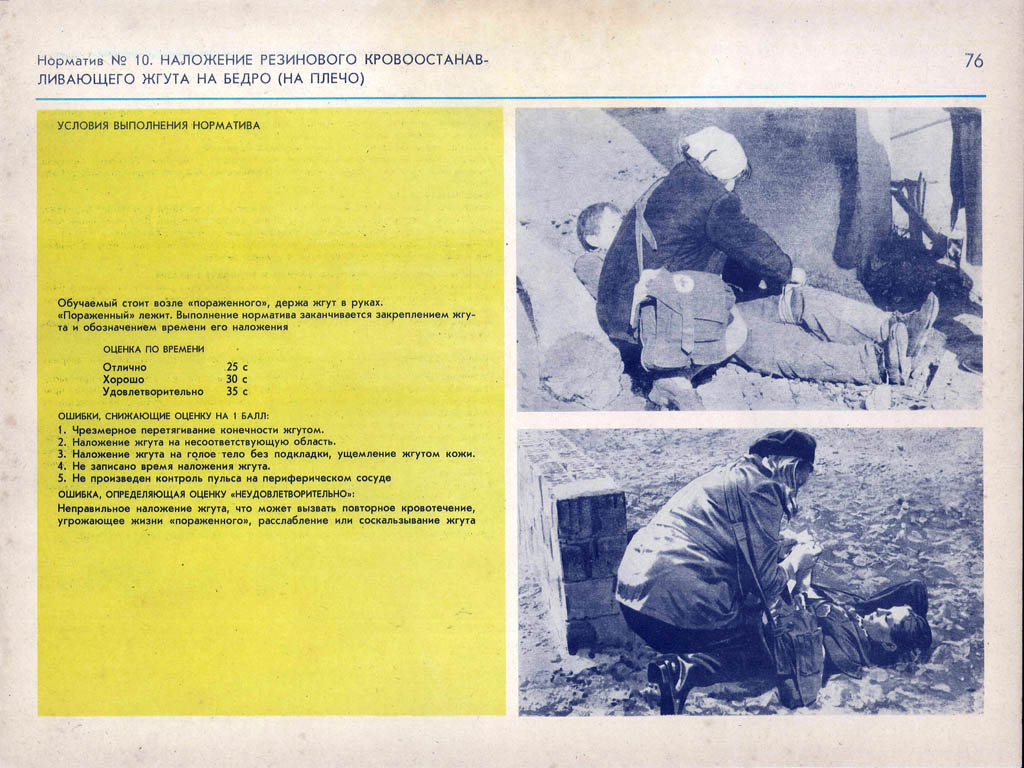 Норматив № 10. НАЛОЖЕНИЕ РЕЗИНОВОГО КРОВООСТАНАВ-
ЛИВАЮЩЕГО ЖГУТА НА БЕДРО (НА ПЛЕЧО)
76
УСЛОВИЯ ВЫПОЛНЕНИЯ НОРМАТИВА
Обучаемый стоит возле «пораженного», держа жгут в руках.
«Пораженный» лежит. Выполнение норматива заканчивается закреплением жгу-
та и обозначением времени его наложения
ОЦЕНКА ПО ВРЕМЕНИ
Отлично 25 с
Хорошо 30 с
Удовлетворительно 35 с
ОШИБКИ, СНИЖАЮЩИЕ ОЦЕНКУ НА 1 БАЛЛ:
1. Чрезмерное перетягивание конечности жгутом.
2. Наложение жгута на несоответствующую область.
3. Наложение жгута на голое тело без подкладки, ущемление жгутом кожи.
4. Не записано время наложения жгута.
5. Не произведен контроль пульса на периферическом сосуде
ОШИБКА, ОПРЕДЕЛЯЮЩАЯ ОЦЕНКУ «НЕУДОВЛЕТВОРИТЕЛЬНО»:
Неправильное наложение жгута, что может вызвать повторное кровотечение,
угрожающее жизни «пораженного», расслабление или соскальзывание жгута